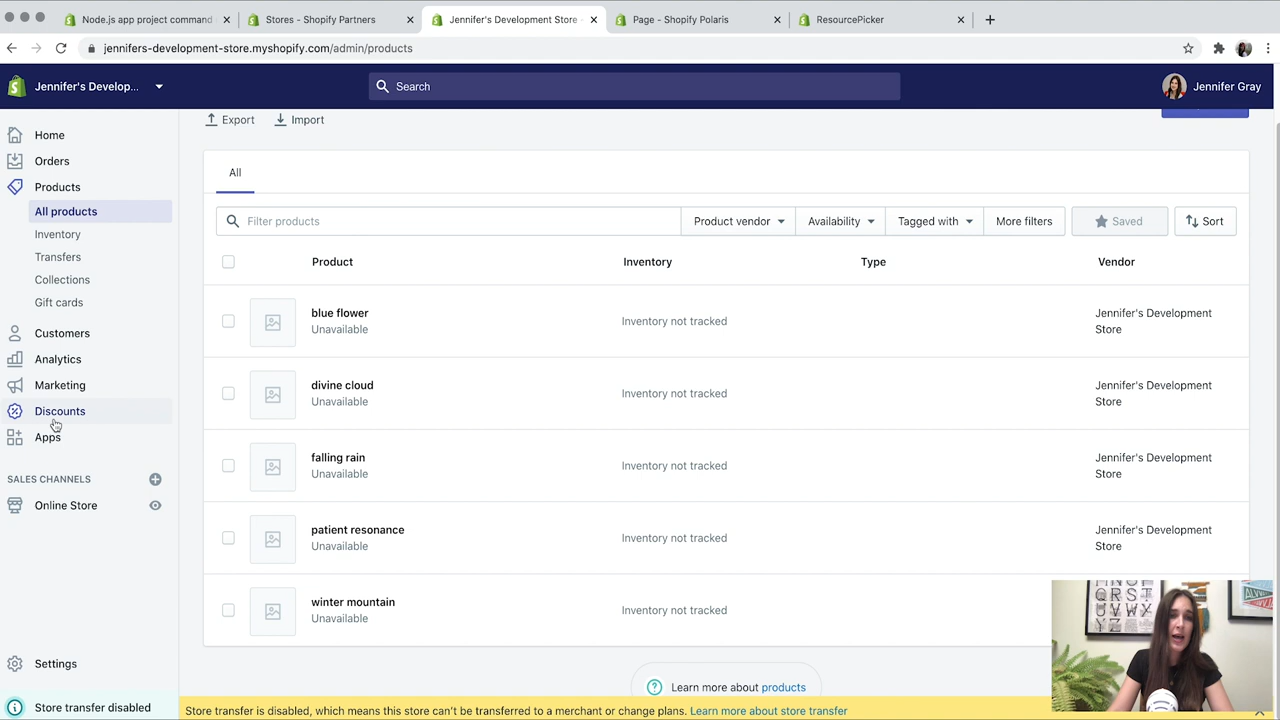 Node.js app project command
Stores - Shopify Partners
Jennifer's Development Store -
Page - Shopify Polaris
ResourcePicker
jennifers-development-store.myshopify.com/admin/products
Jennifer's Develop...
Search
Jennifer Gray
Home
Orders
Products
All products
Inventory
Transfers
Collections
Gift cards
Customers
Analytics
Marketing
Discounts
Apps
SALES CHANNELS
Online Store
Settings
Store transfer disabled
Export
Import
All
Filter products
Product vendor
Availability
Tagged with
More filters
Saved
Sort
Product
Inventory
Type
Vendor
blue flower
Unavailable
Inventory not tracked
Jennifer's Development
Store
divine cloud
Unavailable
Inventory not tracked
Jennifer's Development
Store
falling rain
Unavailable
Inventory not tracked
Jennifer's Development
Store
patient resonance
Unavailable
Inventory not tracked
Jennifer's Development
Store
winter mountain
Unavailable
Inventory not tracked
Learn more about products
Store transfer is disabled, which means this store can't be transferred to a merchant or change plans. Learn more about store transfer